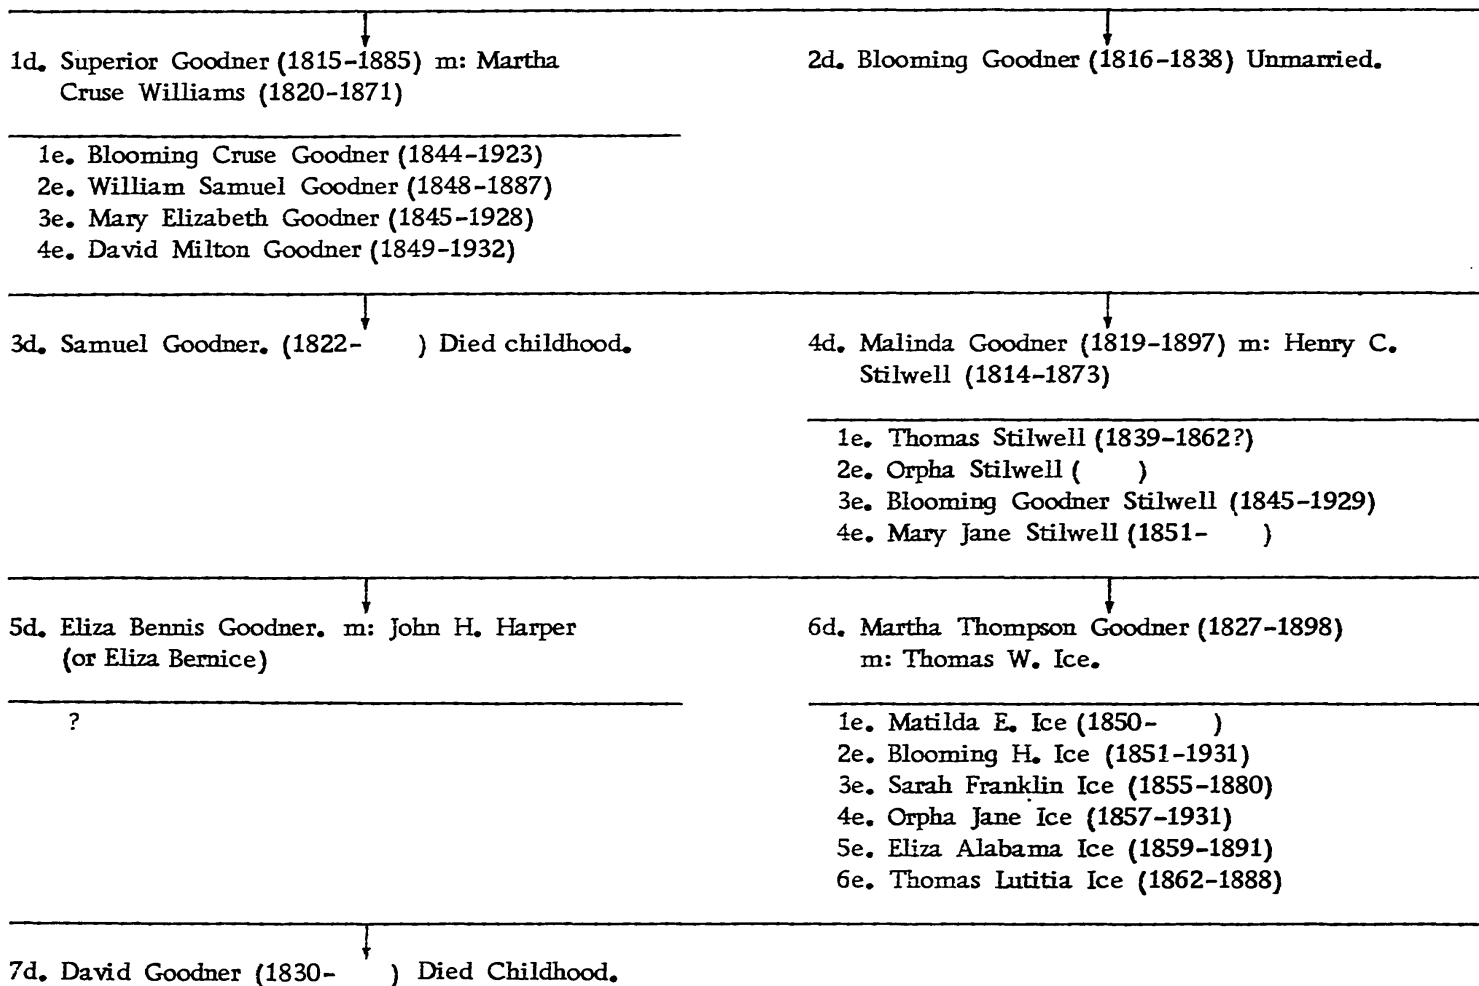 1d. Superior Goodner (1815-1885) m: Martha
Cruse Williams (1820-1871)
1e. Blooming Cruse Goodner (1844-1923)
2e. William Samuel Goodner (1848-1887)
3e. Mary Elizabeth Goodner (1845-1928)
4e. David Milton Goodner (1849-1932)
2d. Blooming Goodner (1816-1838) Unmarried.
3d. Samuel Goodner. (1822-    ) Died childhood.
4d. Malinda Goodner (1819-1897) m: Henry C.
Stilwell (1814-1873)
1e. Thomas Stilwell (1839-1862?)
2e. Orpha Stilwell (    )
3e. Blooming Goodner Stilwell (1845-1929)
4e. Mary Jane Stilwell (1851-    )
5d. Eliza Bennis Goodner. m: John H. Harper
(or Eliza Bernice)
?
6d. Martha Thompson Goodner (1827-1898)
m: Thomas W. Ice.
1e. Matilda E. Ice (1850-    )
2e. Blooming H. Ice (1851-1931)
3e. Sarah Franklin Ice (1855-1880)
4e. Orpha Jane Ice (1857-1931)
5e. Eliza Alabama Ice (1859-1891)
6e. Thomas Lutitia Ice (1862-1888)
7d. David Goodner (1830-    ) Died Childhood.